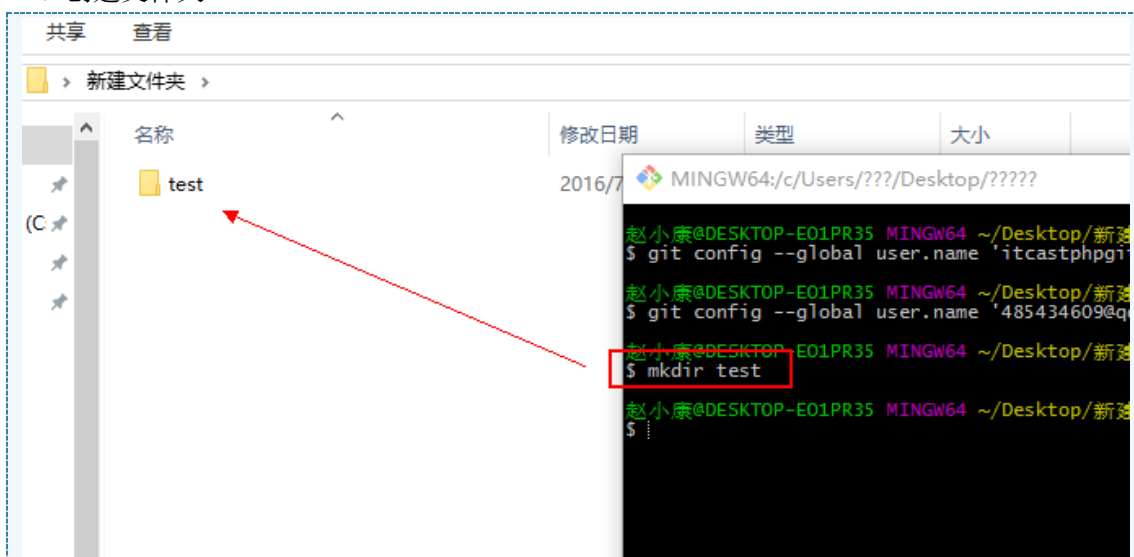 共享 查看
新建文件夹
名称 修改日期 类型 大小
test 2016/7
(C
MINGW64:/c/Users/???/Desktop/?????
赵小康@DESKTOP-EO1PR35 MINGW64 ~/Desktop/新建
$ git config --global user.name 'itcastphpgit
赵小康@DESKTOP-EO1PR35 MINGW64 ~/Desktop/新建
$ git config --global user.name '485434609@q
赵小康@DESKTOP-EO1PR35 MINGW64 ~/Desktop/新建
$ mkdir test
赵小康@DESKTOP-EO1PR35 MINGW64 ~/Desktop/新建
$